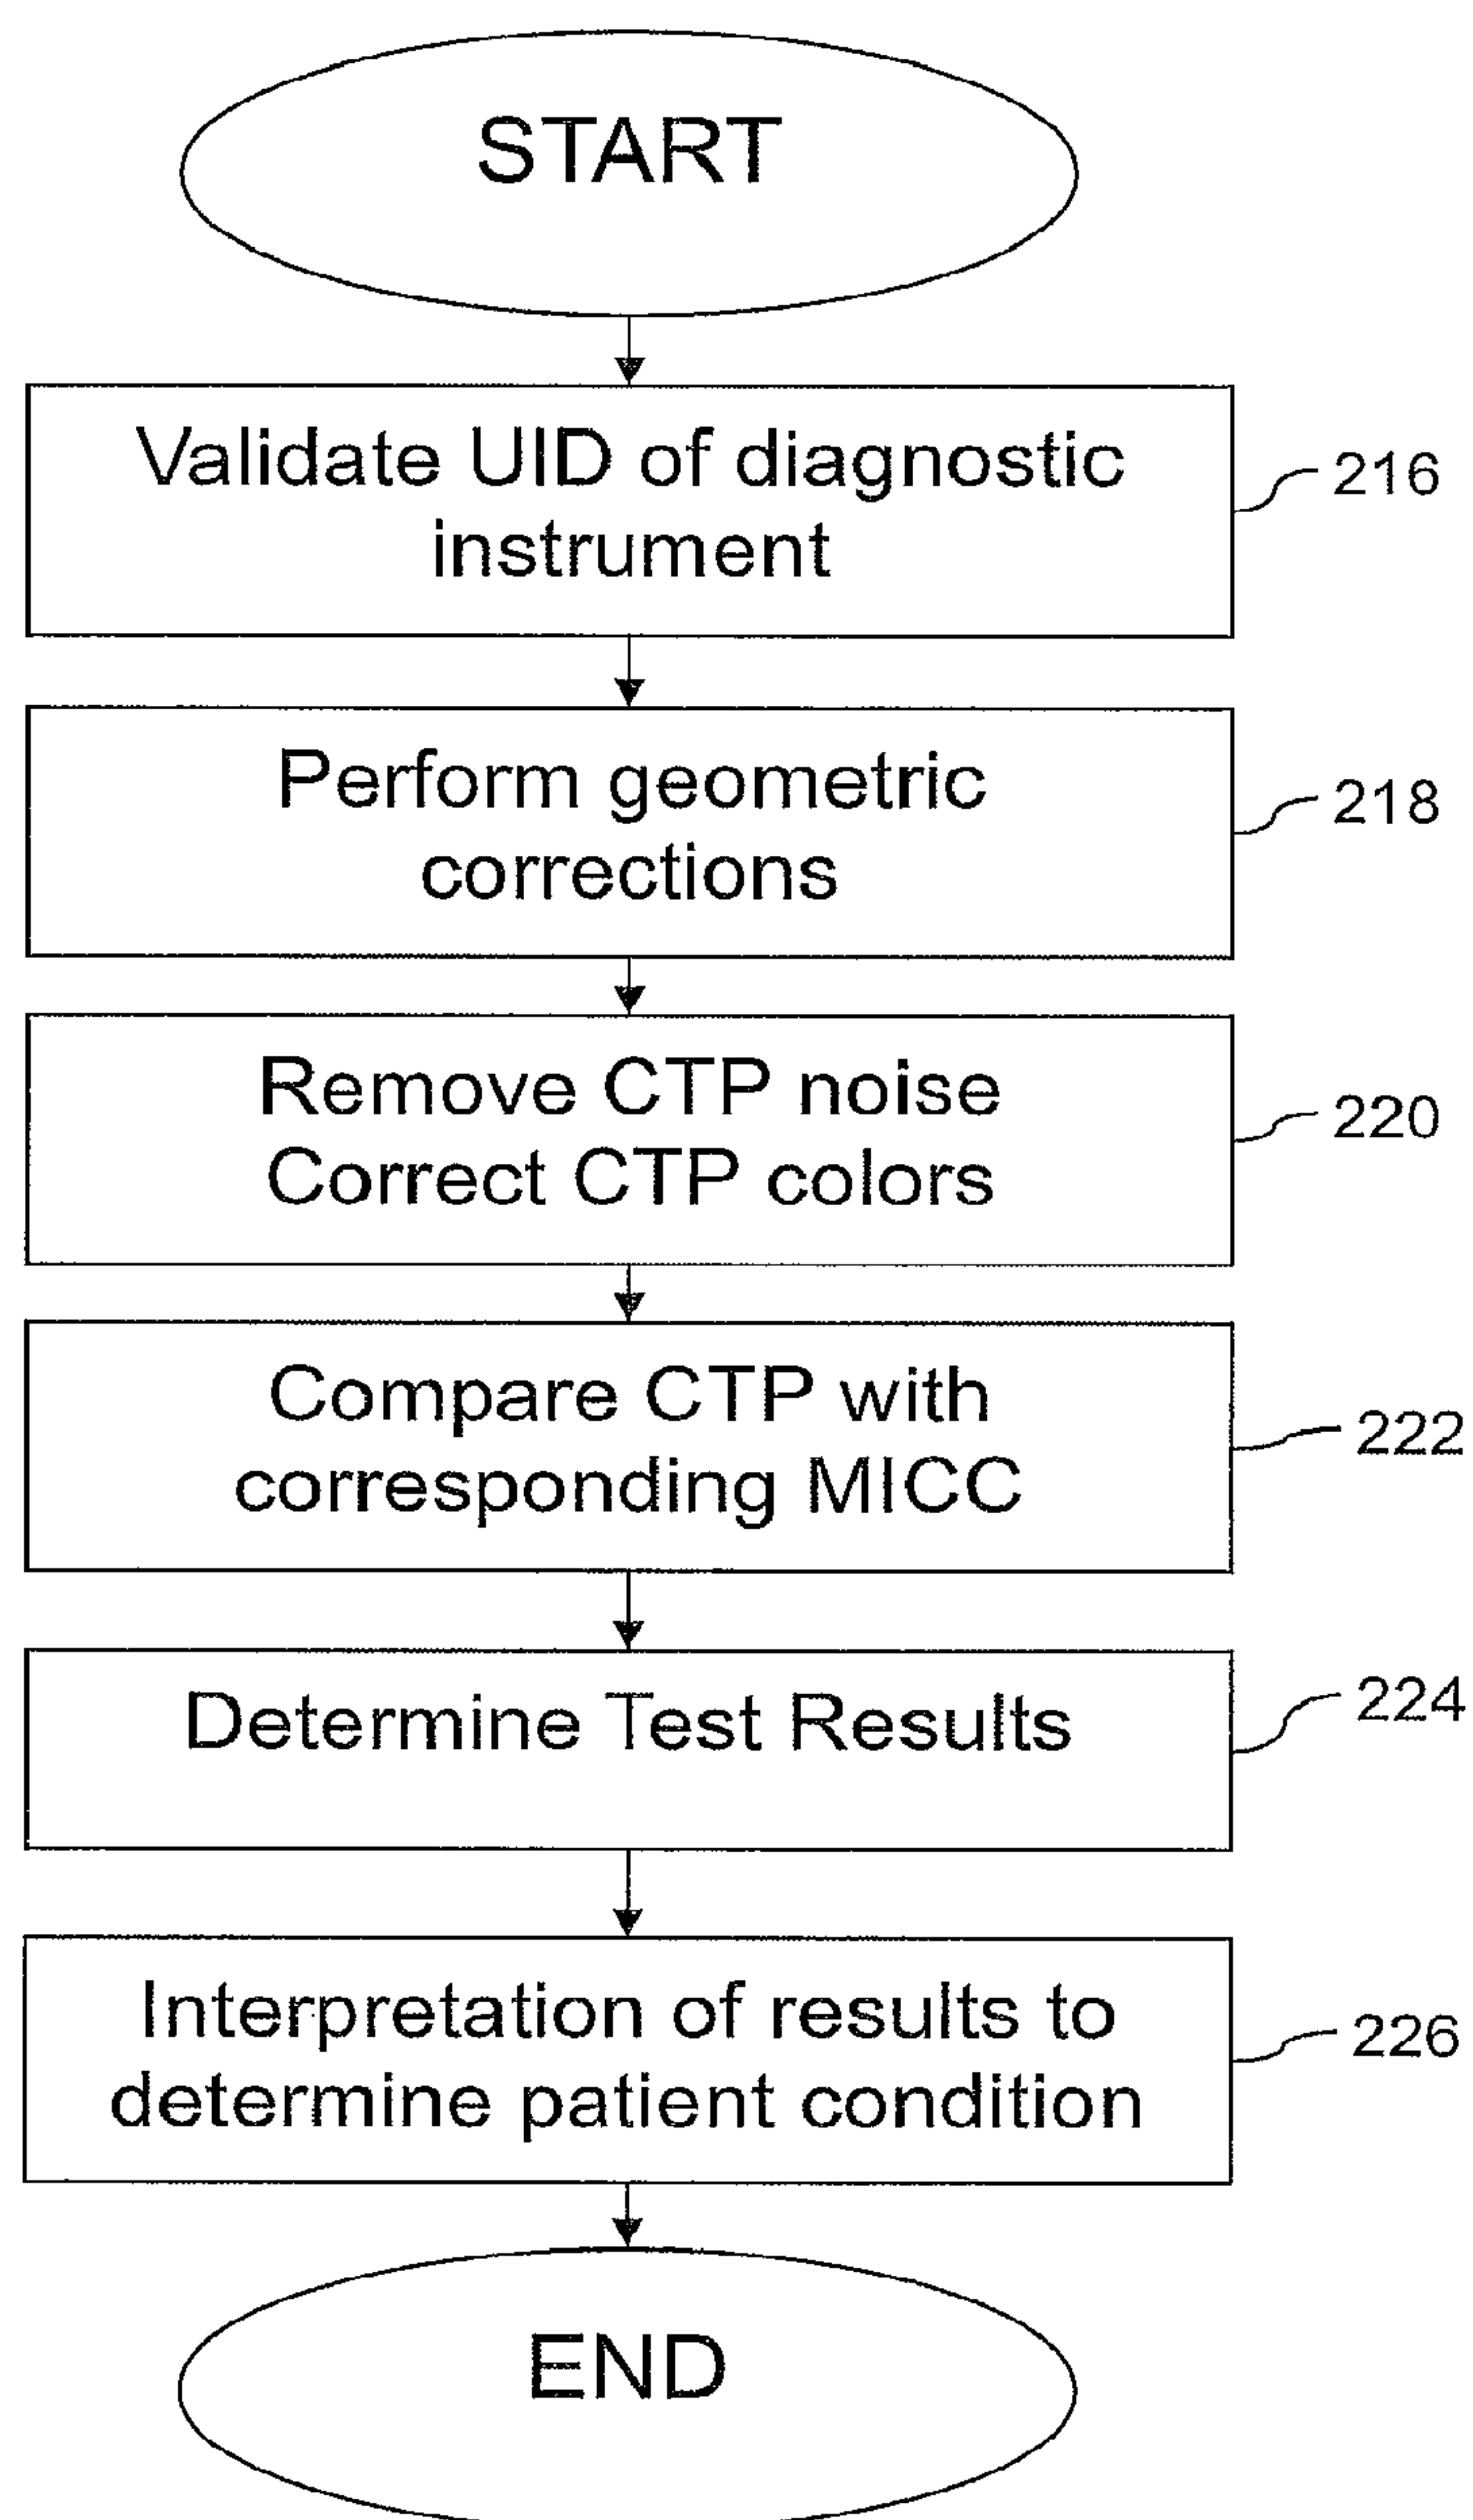 START
Validate UID of diagnostic
instrument
216
Perform geometric
corrections
218
Remove CTP noise
Correct CTP colors
220
Compare CTP with
corresponding MICC
222
Determine Test Results
224
Interpretation of results to
determine patient condition
226
END